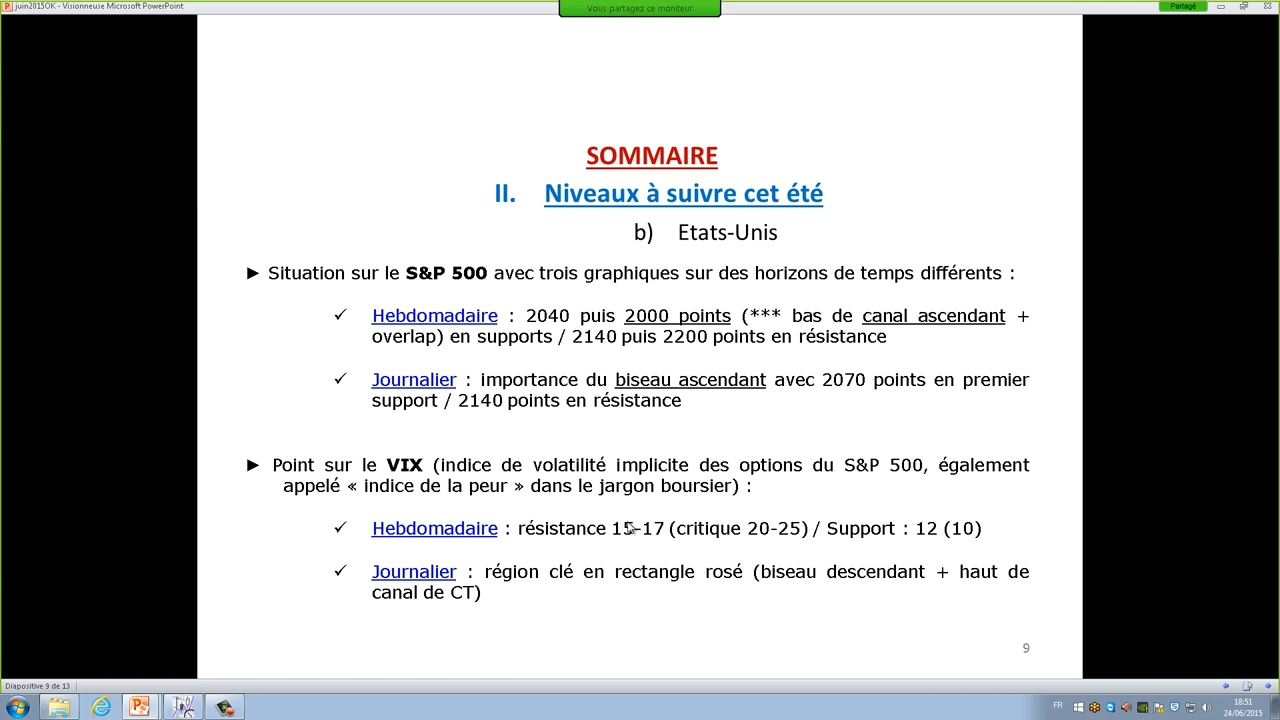 juin2015OK - Visionneuse Microsoft PowerPoint
Vous partagez ce moniteur.
Partagé
SOMMAIRE
II. Niveaux à suivre cet été
b) Etats-Unis
► Situation sur le S&P 500 avec trois graphiques sur des horizons de temps différents :
✓ Hebdomadaire : 2040 puis 2000 points (*** bas de canal ascendant +
overlap) en supports / 2140 puis 2200 points en résistance
✓ Journalier : importance du biseau ascendant avec 2070 points en premier
support / 2140 points en résistance
► Point sur le VIX (indice de volatilité implicite des options du S&P 500, également
appelé « indice de la peur » dans le jargon boursier) :
✓ Hebdomadaire : résistance 15-17 (critique 20-25) / Support : 12 (10)
✓ Journalier : région clé en rectangle rosé (biseau descendant + haut de
canal de CT)
9
Diapositive 9 de 13
FR
18:51
24/06/2015